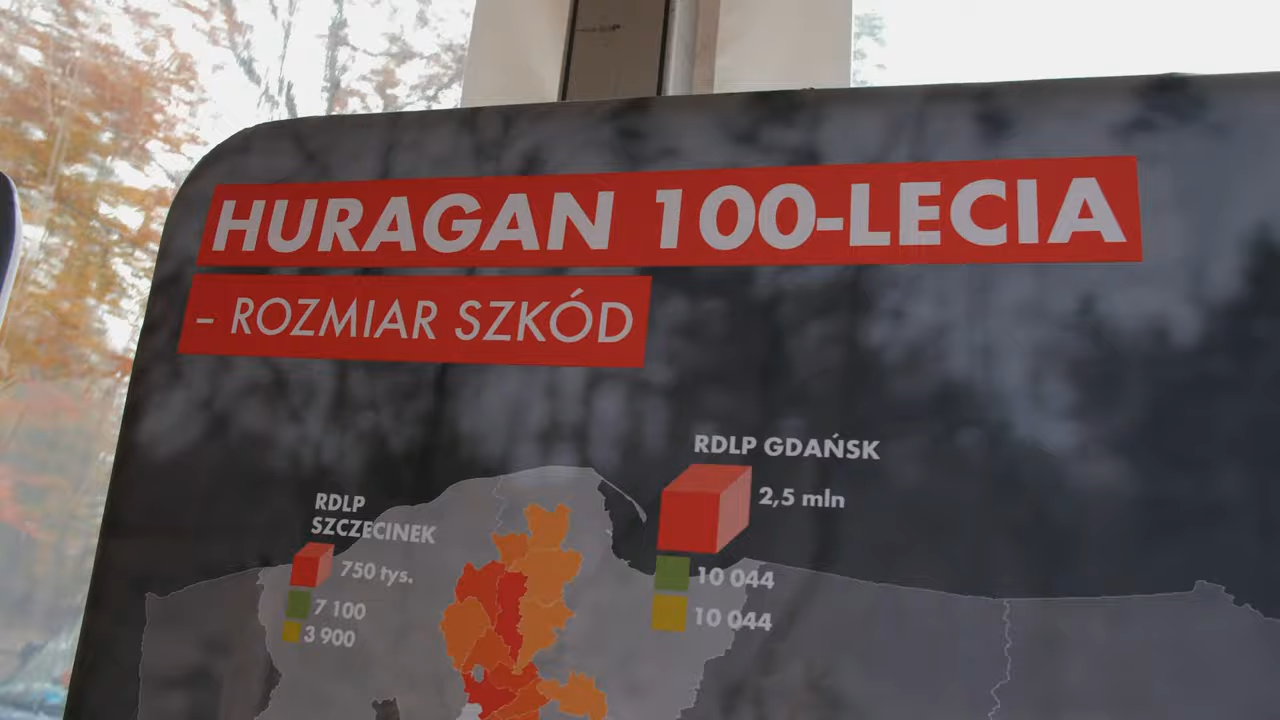 HURAGAN 100-LECIA
– ROZMIAR SZKÓD
RDLP GDAŃSK
2,5 mln
10 044
10 044
RDLP
SZCZECINEK
750 tys.
7 100
3 900